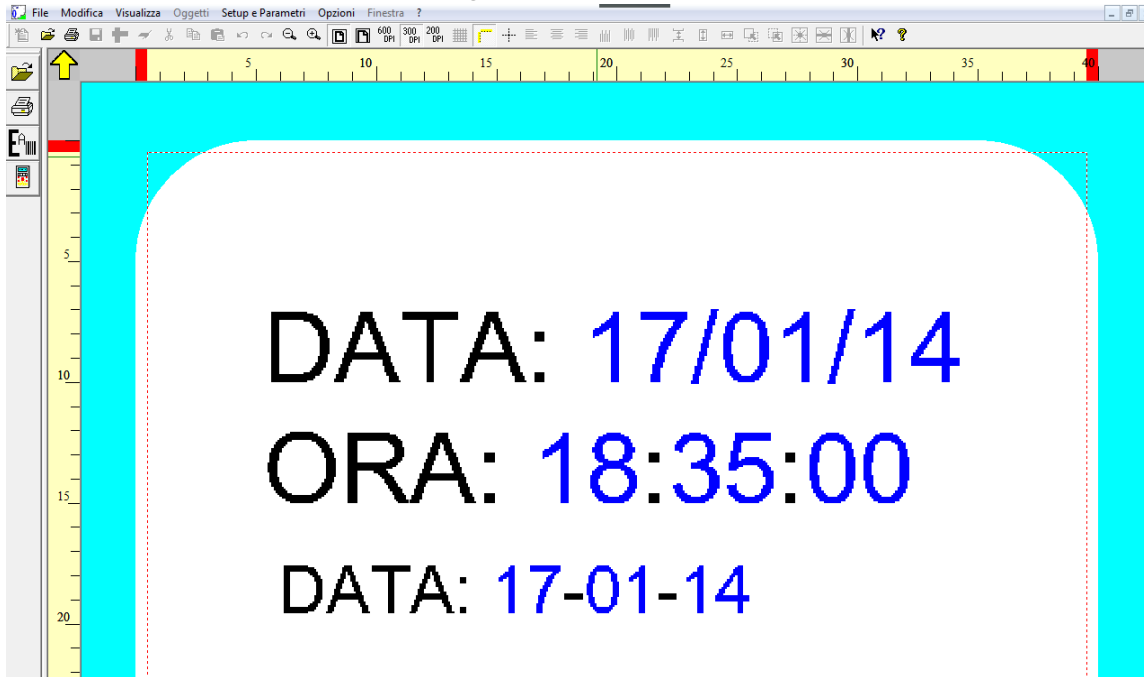 File Modifica Visualizza Oggetti Setup e Parametri Opzioni Finestra ?
600 DPI 300 DPI 200 DPI
5 10 15 20 25 30 35 40
5
DATA: 17/01/14
10
ORA: 18:35:00
15
DATA: 17-01-14
20